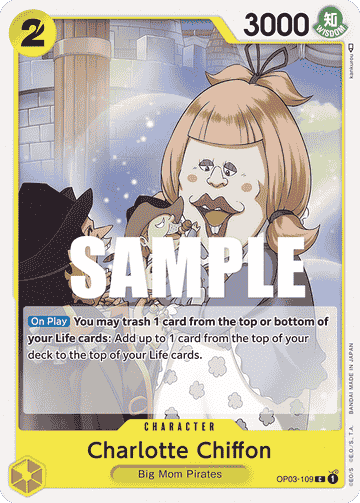 2
3000
知
WISDOM
kankurou
SAMPLE
On Play You may trash 1 card from the top or bottom of
your Life cards: Add up to 1 card from the top of your
deck to the top of your Life cards.
CHARACTER
Charlotte Chiffon
Big Mom Pirates
OP03-109 C 1
©E.O./S. ©E.O./S., T.A. BANDAI MADE IN JAPAN